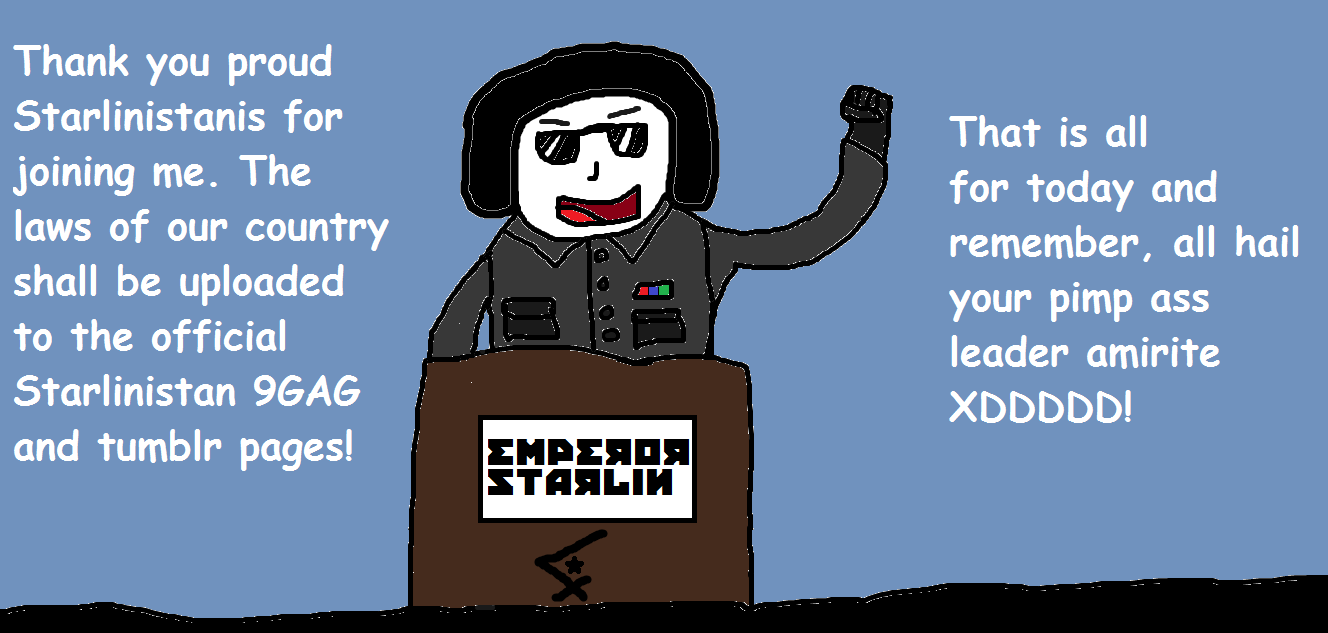 Thank you proud
Starlinistanis for
joining me. The
laws of our country
shall be uploaded
to the official
Starlinistan 9GAG
and tumblr pages!
EMPEROR
STARLIN
That is all
for today and
remember, all hail
your pimp ass
leader amirite
XDDDDD!